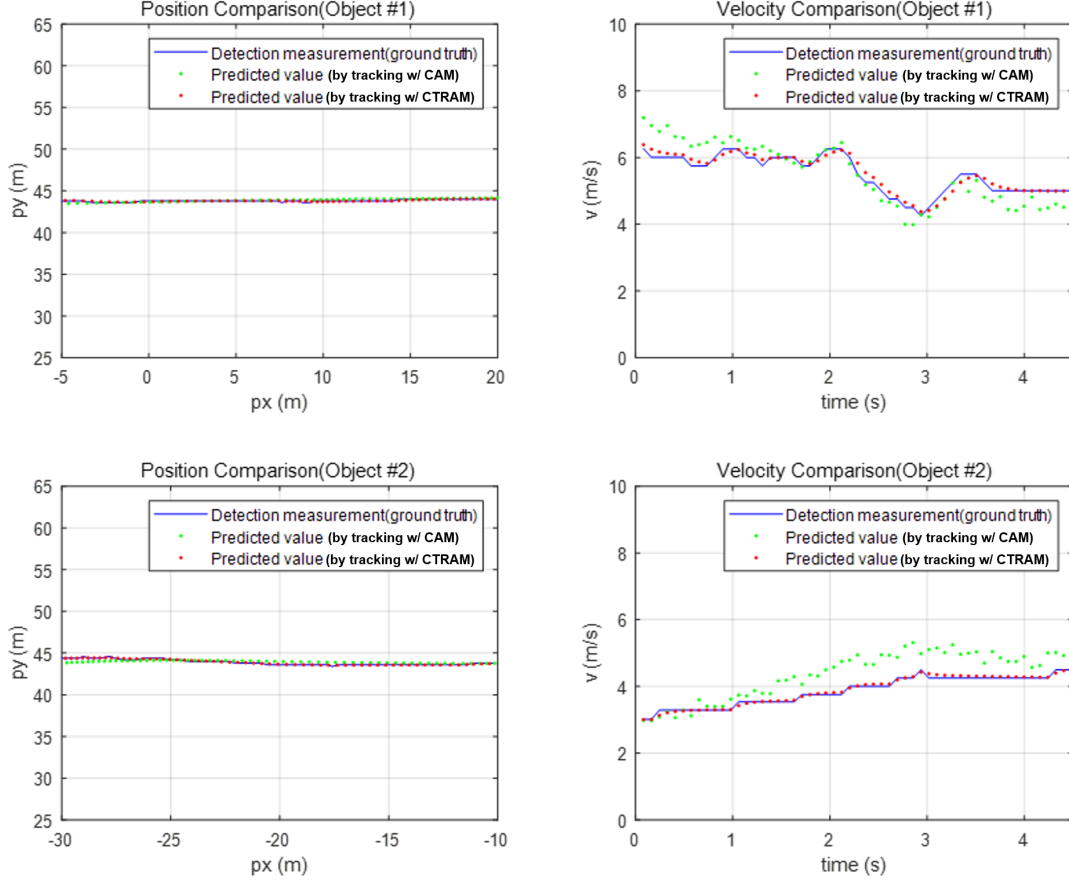 Position Comparison(Object #1)
65
60
55
50
45
40
35
30
25
py (m)
Detection measurement(ground truth)
Predicted value (by tracking w/ CAM)
Predicted value (by tracking w/ CTRAM)
-5 0 5 10 15 20
px (m)
Velocity Comparison(Object #1)
10
8
6
4
2
0
v (m/s)
Detection measurement(ground truth)
Predicted value (by tracking w/ CAM)
Predicted value (by tracking w/ CTRAM)
0 1 2 3 4
time (s)
Position Comparison(Object #2)
65
60
55
50
45
40
35
30
25
py (m)
Detection measurement(ground truth)
Predicted value (by tracking w/ CAM)
Predicted value (by tracking w/ CTRAM)
-30 -25 -20 -15 -10
px (m)
Velocity Comparison(Object #2)
10
8
6
4
2
0
v (m/s)
Detection measurement(ground truth)
Predicted value (by tracking w/ CAM)
Predicted value (by tracking w/ CTRAM)
0 1 2 3 4
time (s)